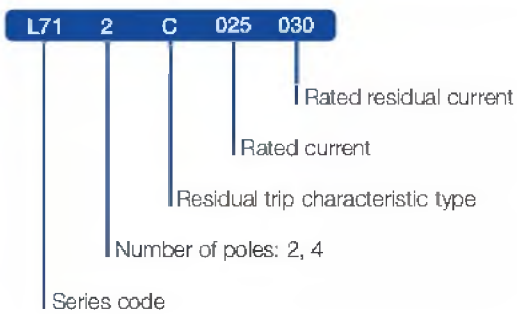 L71 2 C 025 030
Rated residual current
Rated current
Residual trip characteristic type
Number of poles: 2, 4
Series code